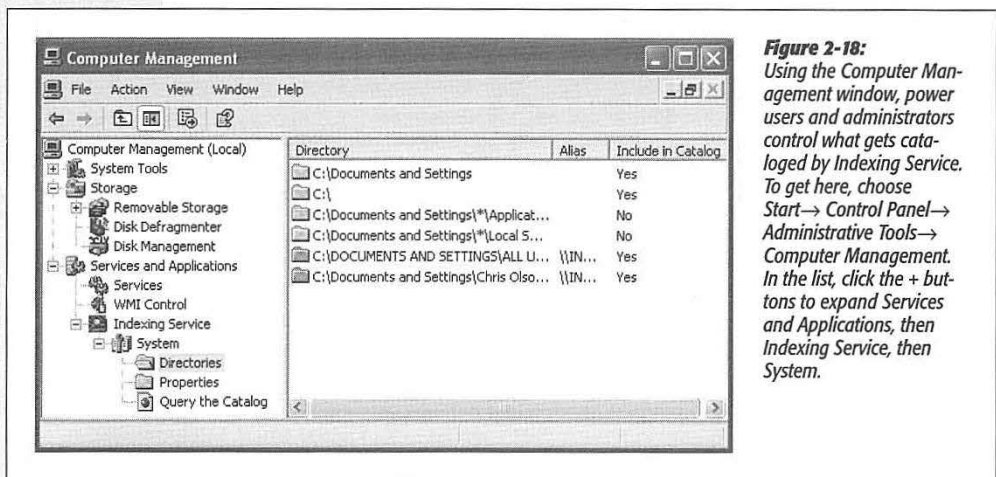 Computer Management
File Action View Window Help
Computer Management (Local)
System Tools
Storage
Removable Storage
Disk Defragmenter
Disk Management
Services and Applications
Services
WMI Control
Indexing Service
System
Directories
Properties
Query the Catalog
Directory Alias Include in Catalog
C:\Documents and Settings Yes
C:\ Yes
C:\Documents and Settings\*\Applicat... No
C:\Documents and Settings\*\Local S... No
C:\DOCUMENTS AND SETTINGS\ALL U... \\IN... Yes
C:\Documents and Settings\Chris Olso... \\IN... Yes
Figure 2-18:
Using the Computer Man-
agement window, power
users and administrators
control what gets cata-
loged by Indexing Service.
To get here, choose
Start→ Control Panel→
Administrative Tools→
Computer Management.
In the list, click the + but-
tons to expand Services
and Applications, then
Indexing Service, then
System.